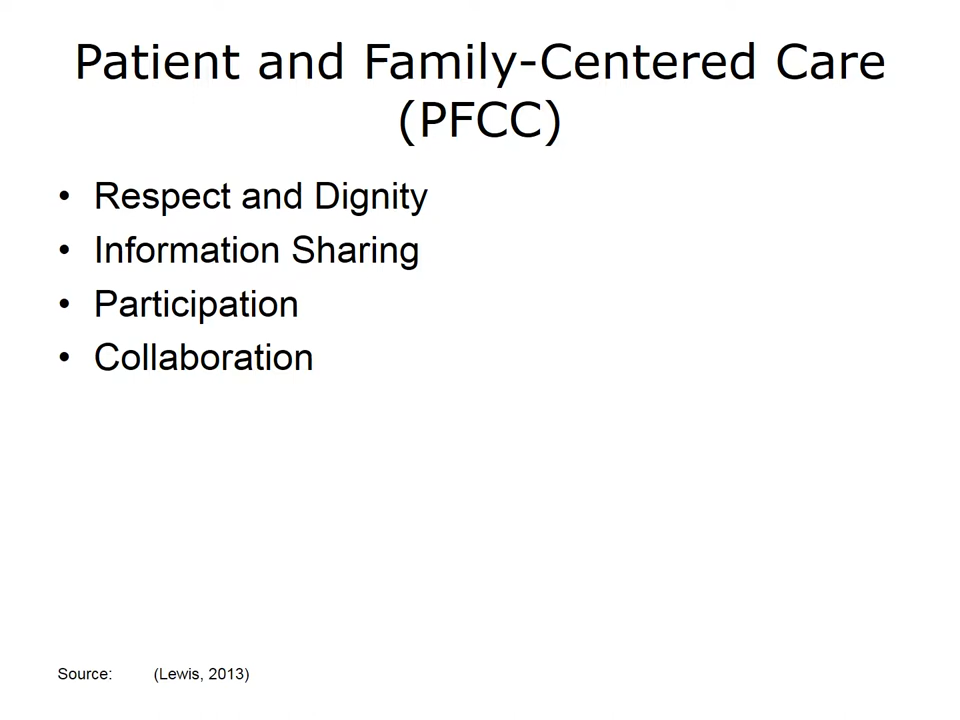 Patient and Family-Centered Care
(PFCC)
• Respect and Dignity
• Information Sharing
• Participation
• Collaboration
Source: (Lewis, 2013)